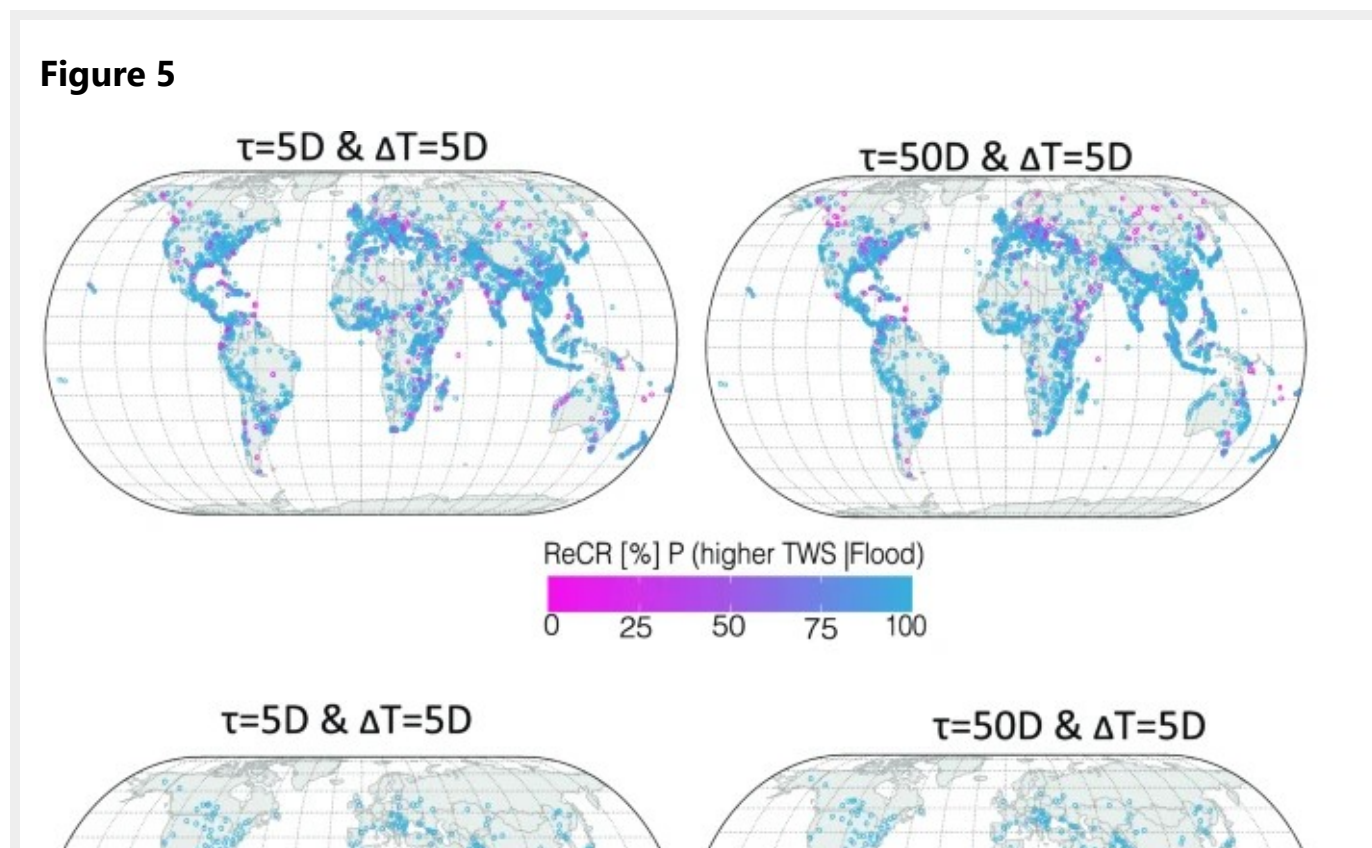 Figure 5
τ=5D & ΔT=5D
τ=50D & ΔT=5D
ReCR [%] P (higher TWS |Flood)
0 25 50 75 100
τ=5D & ΔT=5D
τ=50D & ΔT=5D